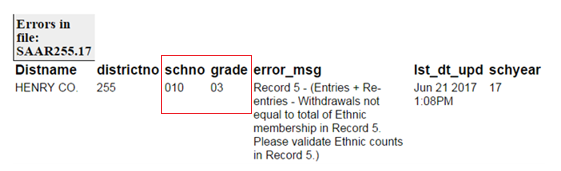 Errors in
file:
SAAR255.17
Distname districtno schno grade error_msg lst_dt_upd schyear
HENRY CO. 255 010 03 Record 5 - (Entries + Re- Jun 21 2017 17
entries - Withdrawals not 1:08PM
equal to total of Ethnic
membership in Record 5.
Please validate Ethnic counts
in Record 5.)